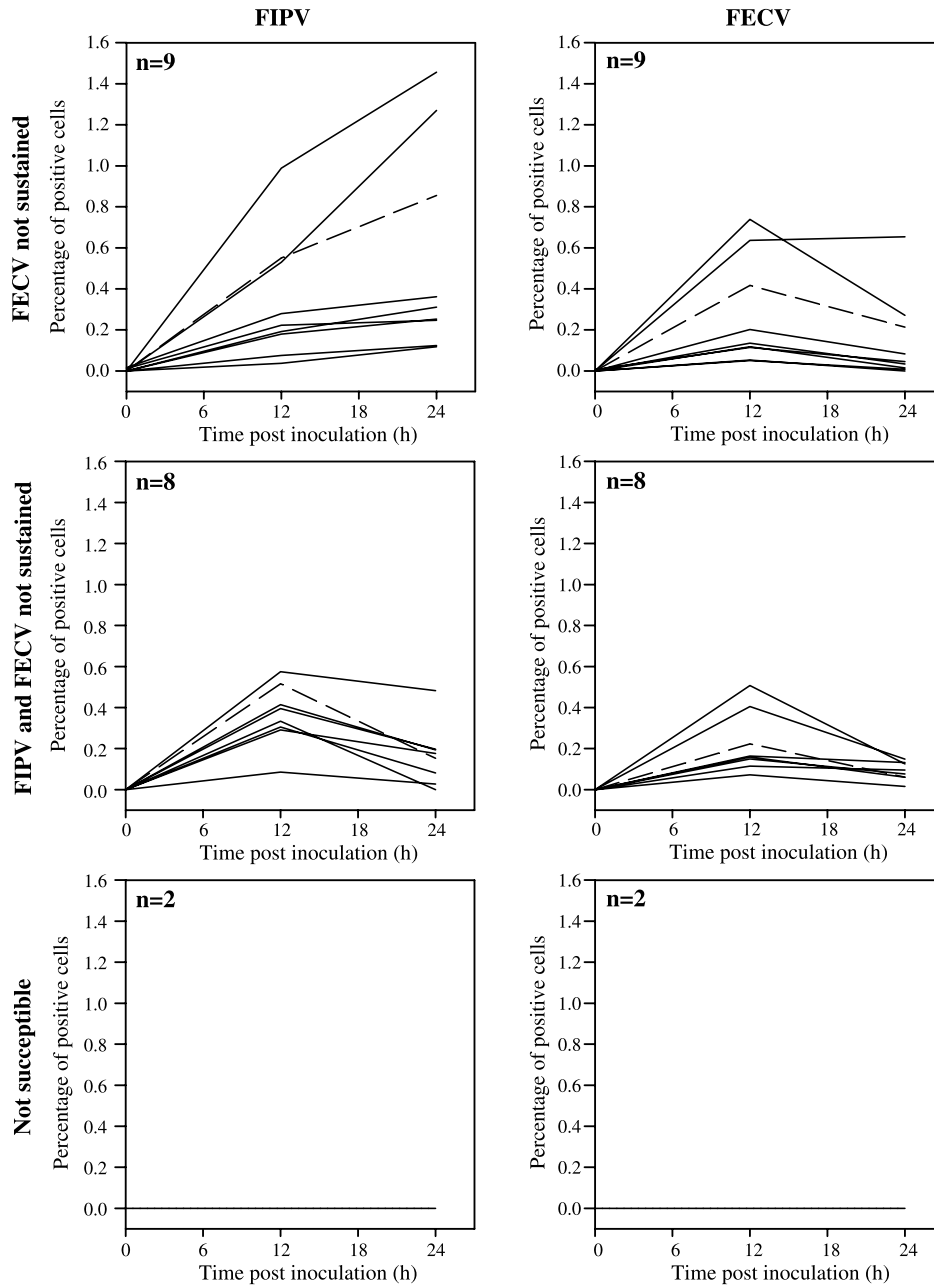 FIPV
FECV
FECV not sustained
Percentage of positive cells
1.6
1.4
1.2
1.0
0.8
0.6
0.4
0.2
0.0
n=9
0 6 12 18 24
Time post inoculation (h)
Percentage of positive cells
1.6
1.4
1.2
1.0
0.8
0.6
0.4
0.2
0.0
n=9
0 6 12 18 24
Time post inoculation (h)
FIPV and FECV not sustained
Percentage of positive cells
1.6
1.4
1.2
1.0
0.8
0.6
0.4
0.2
0.0
n=8
0 6 12 18 24
Time post inoculation (h)
Percentage of positive cells
1.6
1.4
1.2
1.0
0.8
0.6
0.4
0.2
0.0
n=8
0 6 12 18 24
Time post inoculation (h)
Not succeptible
Percentage of positive cells
1.6
1.4
1.2
1.0
0.8
0.6
0.4
0.2
0.0
n=2
0 6 12 18 24
Time post inoculation (h)
Percentage of positive cells
1.6
1.4
1.2
1.0
0.8
0.6
0.4
0.2
0.0
n=2
0 6 12 18 24
Time post inoculation (h)